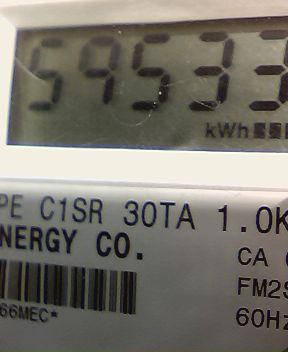 59533
kWh
PE C1SR 30TA 1.0K
NERGY CO.
CA
FM2S
66MEC*
60Hz